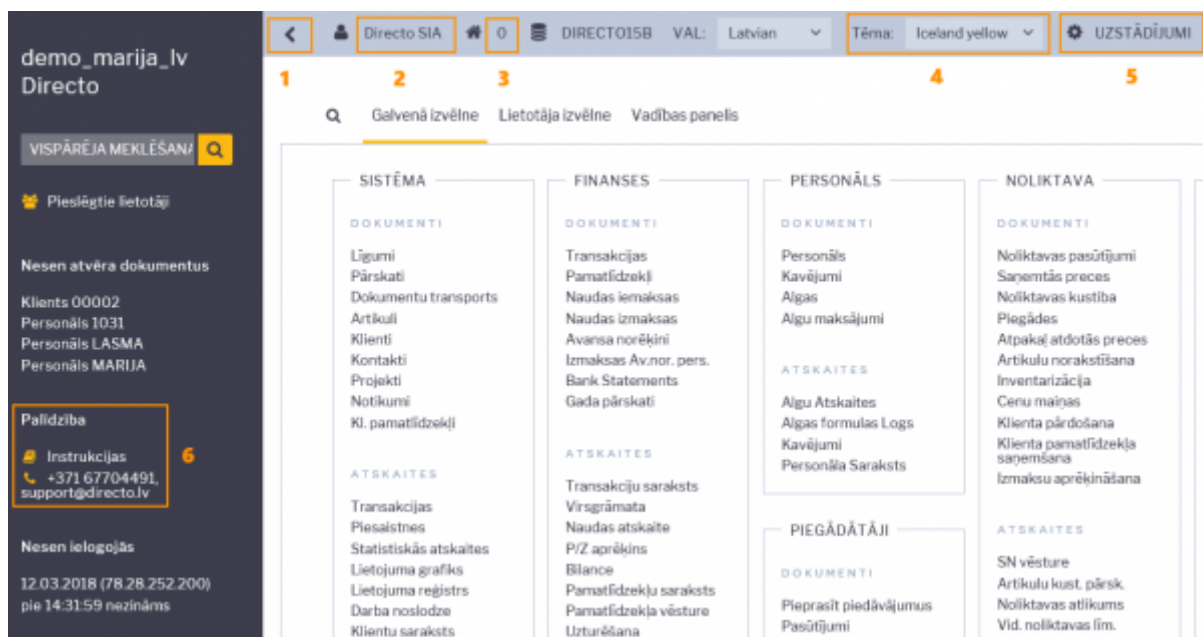 demo_marija_lv
Directo
VISPĀRĒJA MEKLĒŠANA
Pieslēgtie lietotāji
Nesen atvēra dokumentus
Klients 00002
Personāls 1031
Personāls LASMA
Personāls MARIJA
Palīdzība
Instrukcijas
+371 67704491,
support@directo.lv
6
Nesen ielogojās
12.03.2018 (78.28.252.200)
pie 14:31:59 nezināms
Directo SIA 0 DIRECTO15B VAL: Latvian Tēma: Iceland yellow UZSTĀDĪJUMI
1 2 3 4 5
Galvenā izvēlne Lietotāja izvēlne Vadības panelis
SISTĒMA
DOKUMENTI
Līgumi
Pārskati
Dokumentu transports
Artikuli
Klienti
Kontakti
Projekti
Notikumi
Kl. pamatlīdzekļi
ATSKAITES
Transakcijas
Piesaistnes
Statistiskās atskaites
Lietojuma grafiks
Lietojuma reģistrs
Darba noslodze
Klientu saraksts
FINANSES
DOKUMENTI
Transakcijas
Pamatlīdzekļi
Naudas iemaksas
Naudas izmaksas
Avansa norēķini
Izmaksas Av.nor. pers.
Bank Statements
Gada pārskati
ATSKAITES
Transakciju saraksts
Virsgrāmata
Naudas atskaite
P/Z aprēķins
Bilance
Pamatlīdzekļu saraksts
Pamatlīdzekļa vēsture
Uzturēšana
PERSONĀLS
DOKUMENTI
Personāls
Kavējumi
Algas
Algu maksājumi
ATSKAITES
Algu Atskaites
Algas formulas Logs
Kavējumi
Personāla Saraksts
PIEGĀDĀTĀJI
DOKUMENTI
Pieprasīt piedāvājumus
Pasūtījumi
NOLIKTAVA
DOKUMENTI
Noliktavas pasūtījumi
Saņemtās preces
Noliktavas kustība
Piegādes
Atpakaļ atdotās preces
Artikulu norakstīšana
Inventarizācija
Cenu maiņas
Klienta pārdošana
Klienta pamatlīdzekļa
saņemšana
Izmaksu aprēķināšana
ATSKAITES
SN vēsture
Artikulu kust. pārsk.
Noliktavas atlikums
Vid. noliktavas līm.